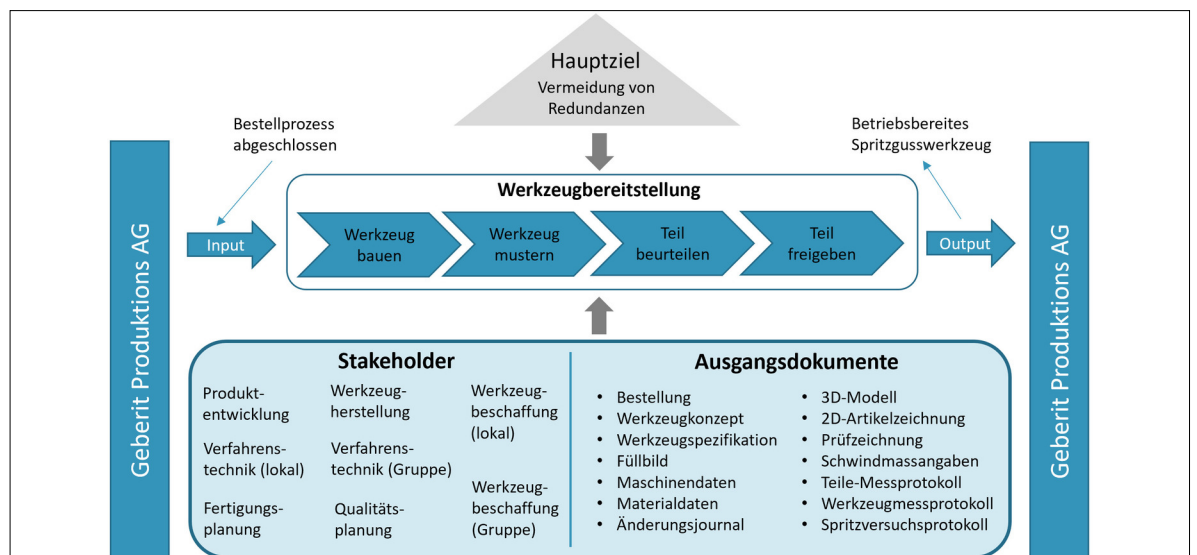 Hauptziel
Vermeidung von
Redundanzen
Bestellprozess
abgeschlossen
Betriebsbereites
Spritzgusswerkzeug
Geberit Produktions AG
Input
Werkzeugbereitstellung
Werkzeug
bauen
Werkzeug
mustern
Teil
beurteilen
Teil
freigeben
Output
Geberit Produktions AG
Stakeholder
Produkt-
entwicklung
Werkzeug-
herstellung
Werkzeug-
beschaffung
(lokal)
Verfahrens-
technik (lokal)
Verfahrens-
technik (Gruppe)
Fertigungs-
planung
Qualitäts-
planung
Werkzeug-
beschaffung
(Gruppe)
Ausgangsdokumente
• Bestellung
• Werkzeugkonzept
• Werkzeugspezifikation
• Füllbild
• Maschinendaten
• Materialdaten
• Änderungsjournal
• 3D-Modell
• 2D-Artikelzeichnung
• Prüfzeichnung
• Schwindmassangaben
• Teile-Messprotokoll
• Werkzeugmessprotokoll
• Spritzversuchsprotokoll